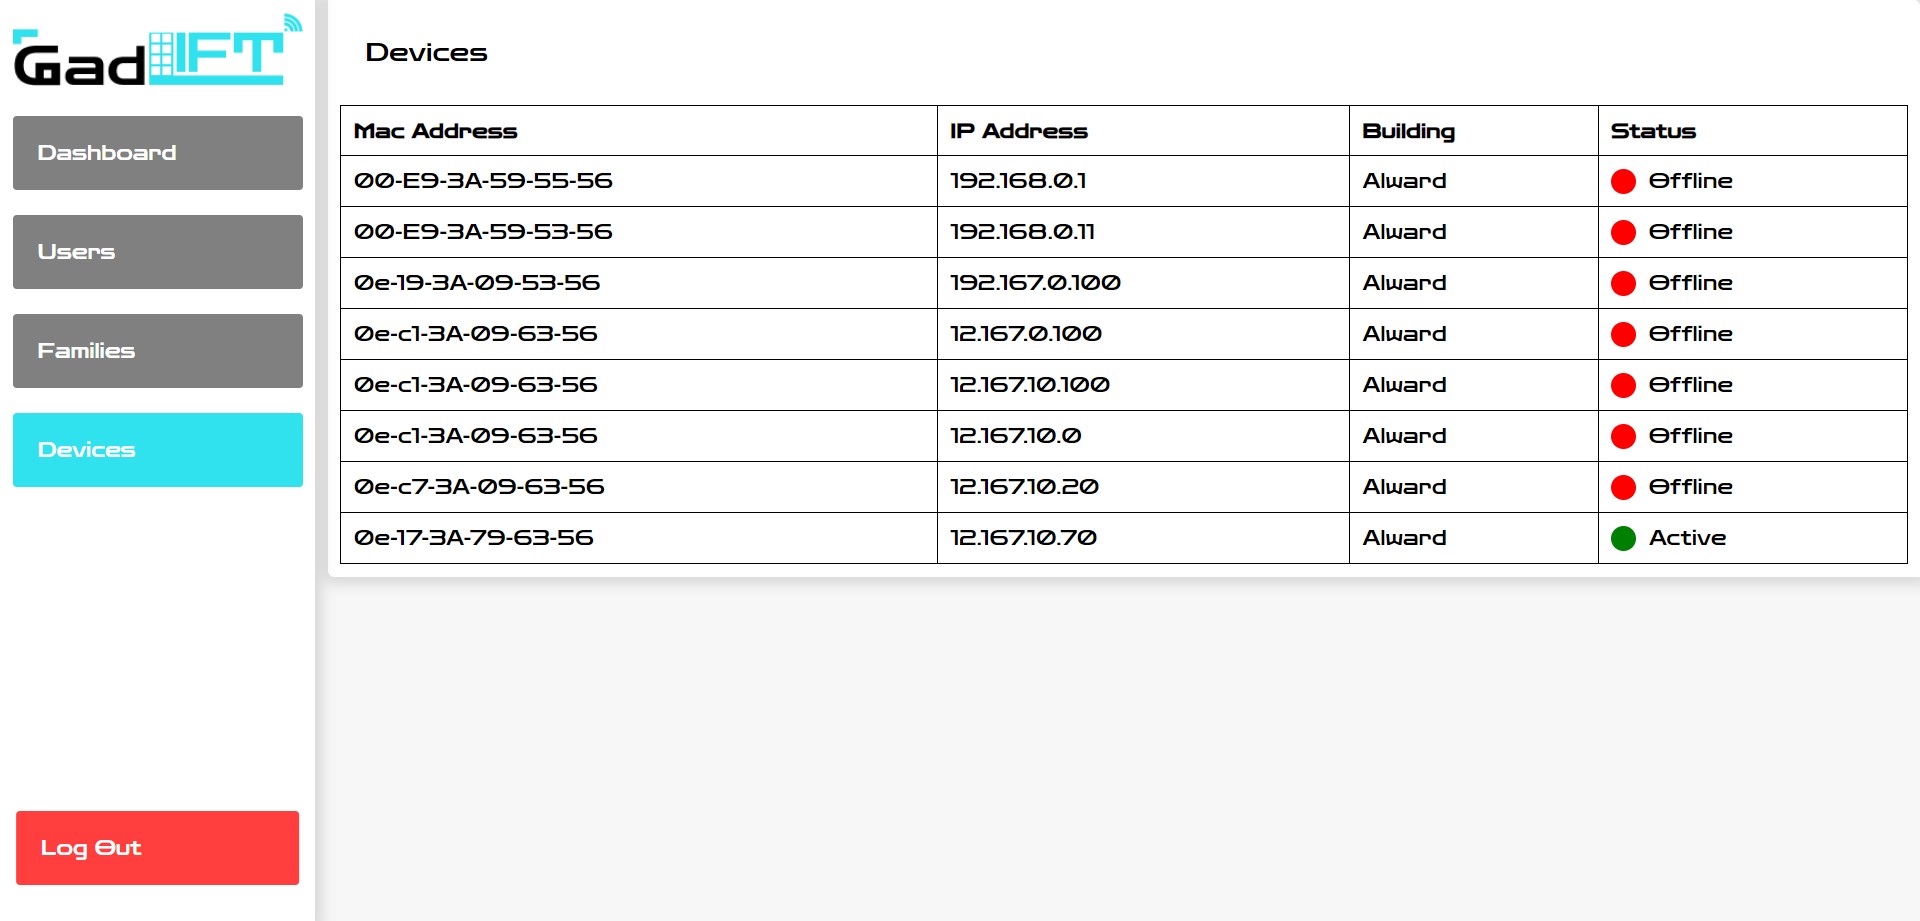 GadLIFT
Devices
Dashboard
Users
Families
Devices
Log Out
Mac Address IP Address Building Status
00-E9-3A-59-55-56 192.168.0.1 Alward Offline
00-E9-3A-59-53-56 192.168.0.11 Alward Offline
0e-19-3A-09-53-56 192.167.0.100 Alward Offline
0e-c1-3A-09-63-56 12.167.0.100 Alward Offline
0e-c1-3A-09-63-56 12.167.10.100 Alward Offline
0e-c1-3A-09-63-56 12.167.10.0 Alward Offline
0e-c7-3A-09-63-56 12.167.10.20 Alward Offline
0e-17-3A-79-63-56 12.167.10.70 Alward Active